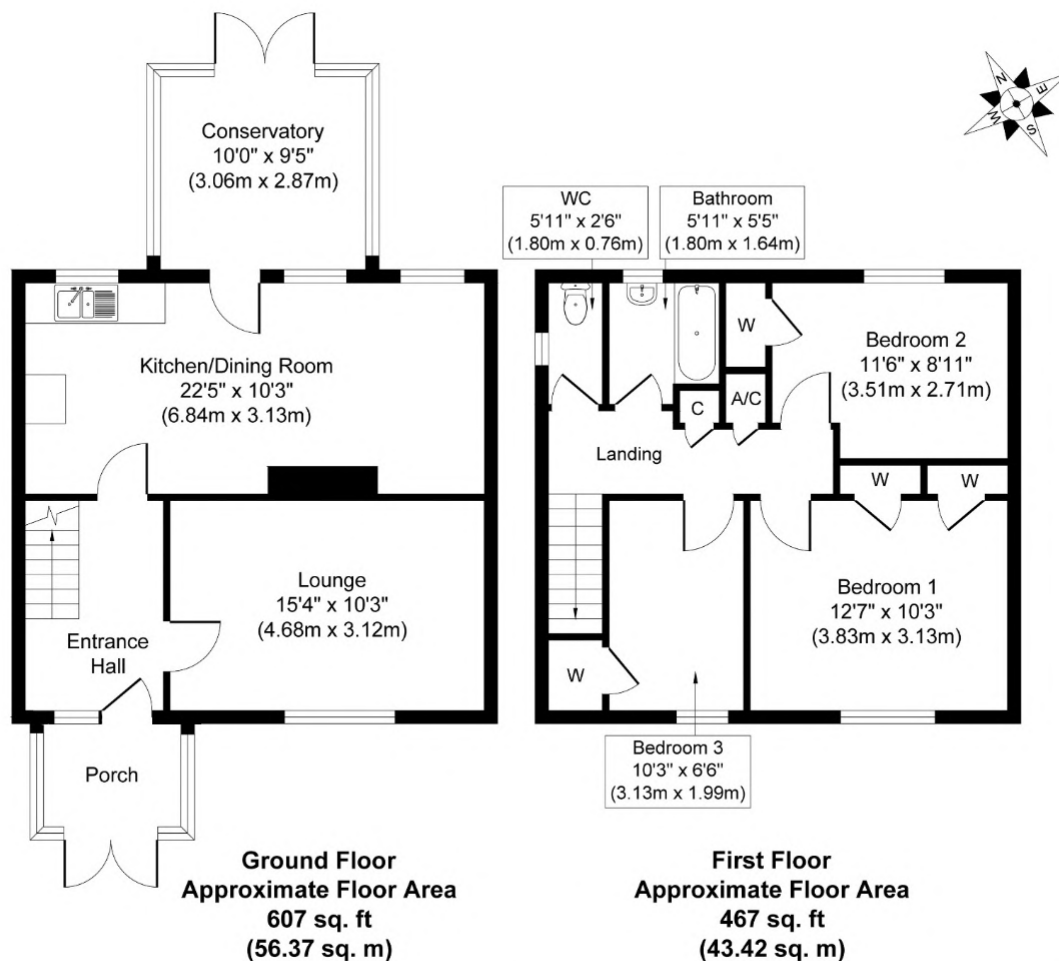 N
E
S
W
Conservatory
10'0" x 9'5"
(3.06m x 2.87m)
Kitchen/Dining Room
22'5" x 10'3"
(6.84m x 3.13m)
Lounge
15'4" x 10'3"
(4.68m x 3.12m)
Entrance
Hall
Porch
Ground Floor
Approximate Floor Area
607 sq. ft
(56.37 sq. m)
WC
5'11" x 2'6"
(1.80m x 0.76m)
Bathroom
5'11" x 5'5"
(1.80m x 1.64m)
W
Bedroom 2
11'6" x 8'11"
(3.51m x 2.71m)
C
A/C
Landing
W
W
Bedroom 1
12'7" x 10'3"
(3.83m x 3.13m)
W
Bedroom 3
10'3" x 6'6"
(3.13m x 1.99m)
First Floor
Approximate Floor Area
467 sq. ft
(43.42 sq. m)